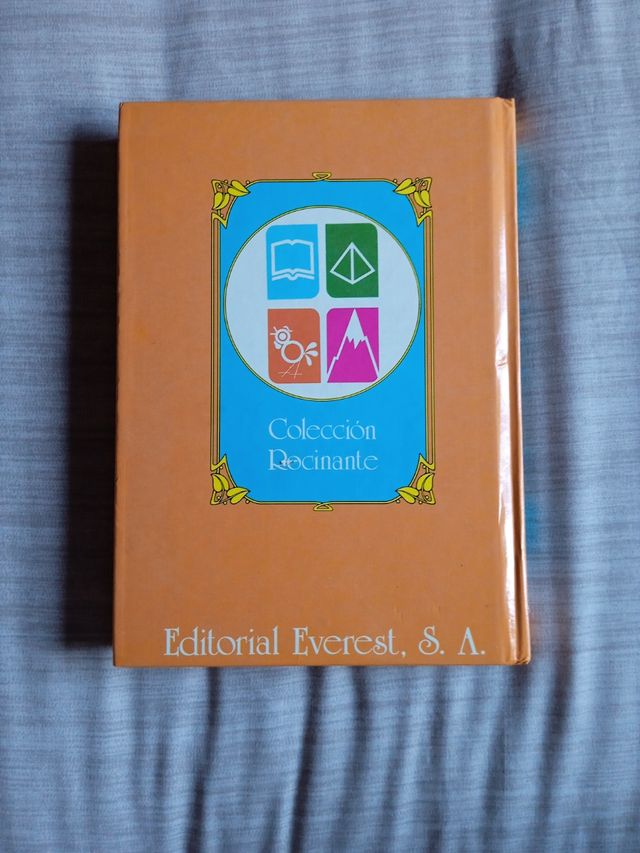 Colección
Rocinante
Editorial Everest, S. A.